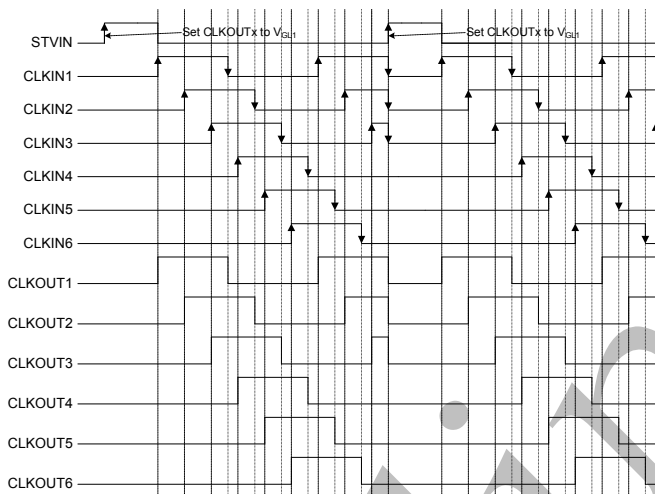 STVIN
Set CLKOUTx to VGL1
Set CLKOUTx to VGL1
CLKIN1
CLKIN2
CLKIN3
CLKIN4
CLKIN5
CLKIN6
CLKOUT1
CLKOUT2
CLKOUT3
CLKOUT4
CLKOUT5
CLKOUT6